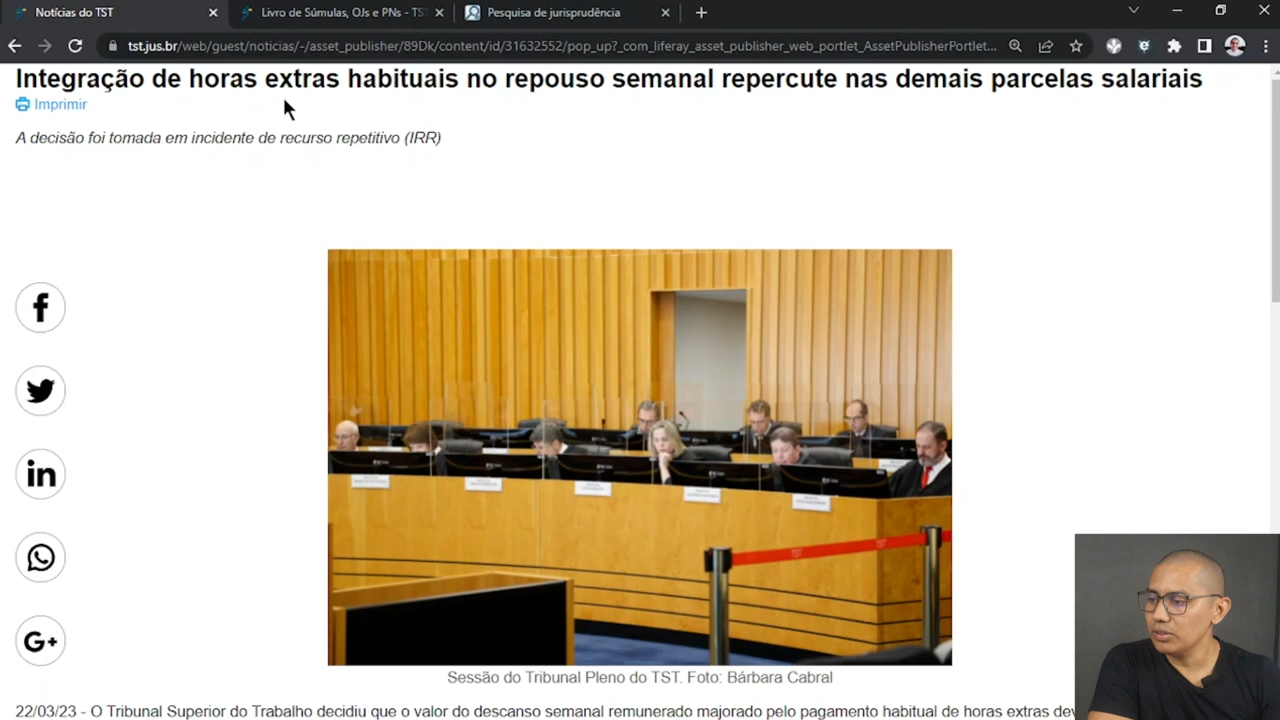 Notícias do TST
Livro de Súmulas, OJs e PNs - TST
Pesquisa de jurisprudência
tst.jus.br/web/guest/noticias/-/asset_publisher/89Dk/content/id/31632552/pop_up?_com_liferay_asset_publisher_web_portlet_AssetPublisherPortlet...
Integração de horas extras habituais no repouso semanal repercute nas demais parcelas salariais
Imprimir
A decisão foi tomada em incidente de recurso repetitivo (IRR)
TST
Sessão do Tribunal Pleno do TST. Foto: Bárbara Cabral
22/03/23 - O Tribunal Superior do Trabalho decidiu que o valor do descanso semanal remunerado majorado pelo pagamento habitual de horas extras dev